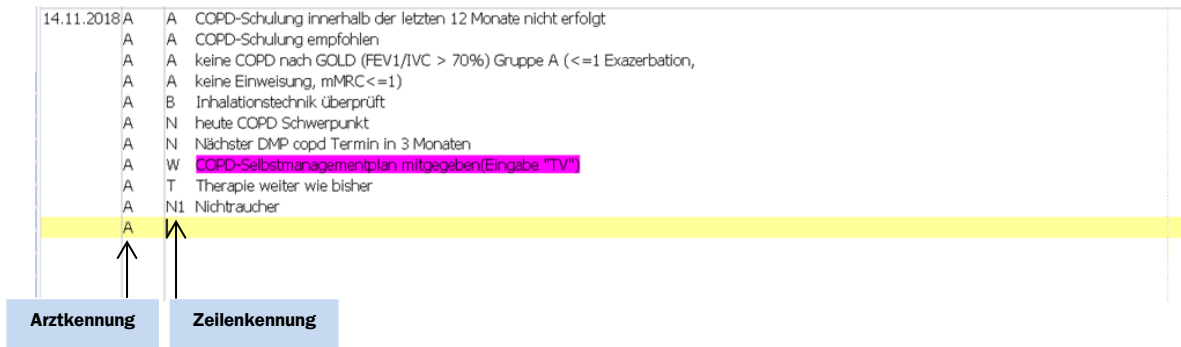 14.11.2018 A A COPD-Schulung innerhalb der letzten 12 Monate nicht erfolgt
A A COPD-Schulung empfohlen
A A keine COPD nach GOLD (FEV1/IVC > 70%) Gruppe A (<=1 Exazerbation,
A A keine Einweisung, mMRC<=1)
A B Inhalationstechnik überprüft
A N heute COPD Schwerpunkt
A N Nächster DMP copd Termin in 3 Monaten
A W COPD-Selbstmanagementplan mitgegeben(Eingabe "TV")
A T Therapie weiter wie bisher
A N1 Nichtraucher
A
Arztkennung Zeilenkennung